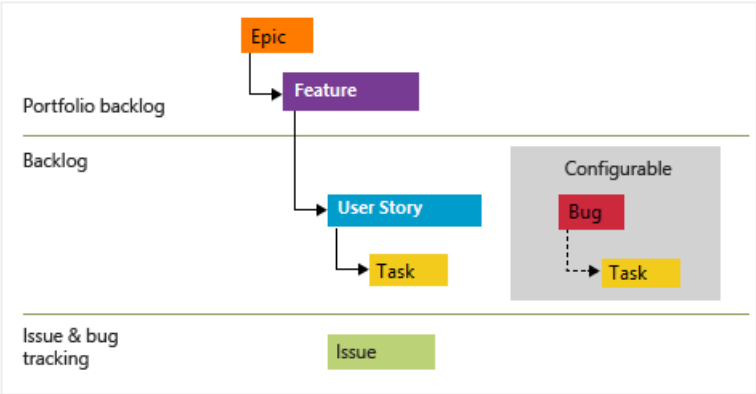 Epic
Feature
Portfolio backlog
Backlog
Configurable
User Story
Bug
Task
Task
Issue & bug
tracking
Issue